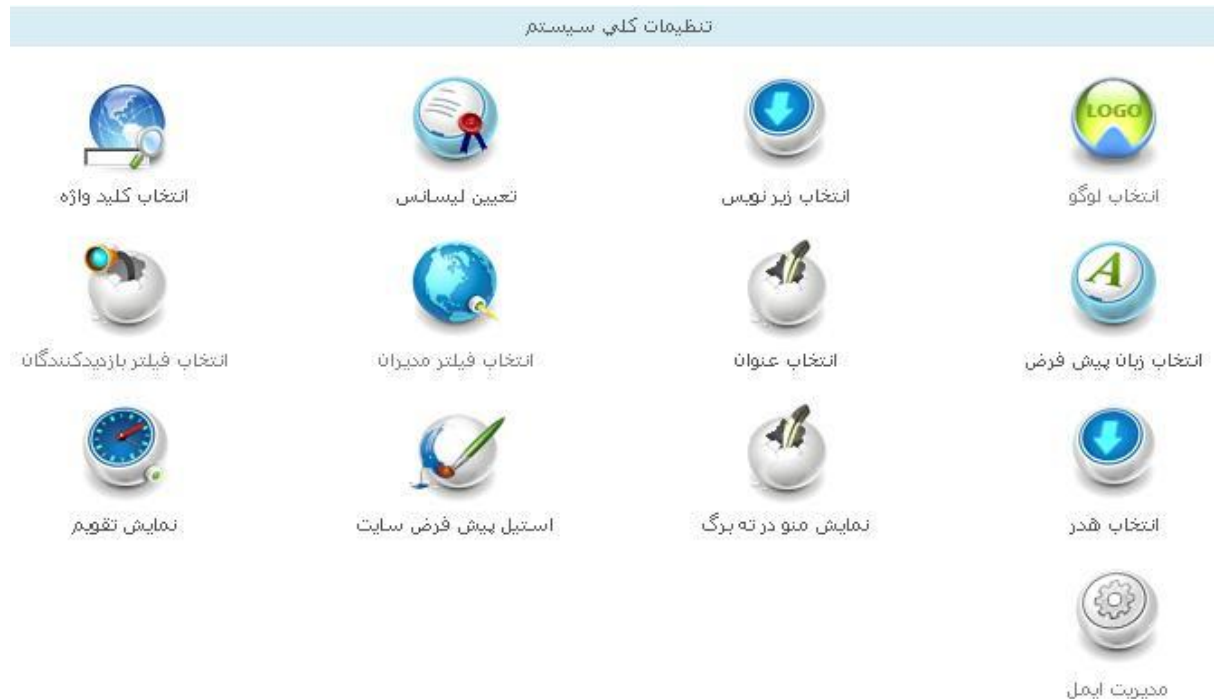 تنظیمات کلي سیستم
LOGO
انتخاب لوگو
انتخاب زیر نویس
تعیین لیسانس
انتخاب کلید واژه
A
انتخاب زبان پیش فرض
انتخاب عنوان
انتخاب فیلتر مدیران
انتخاب فیلتر بازدیدکنندگان
انتخاب هدر
نمایش منو در ته برگ
استیل پیش فرض سایت
نمایش تقویم
مدیریت ایمل